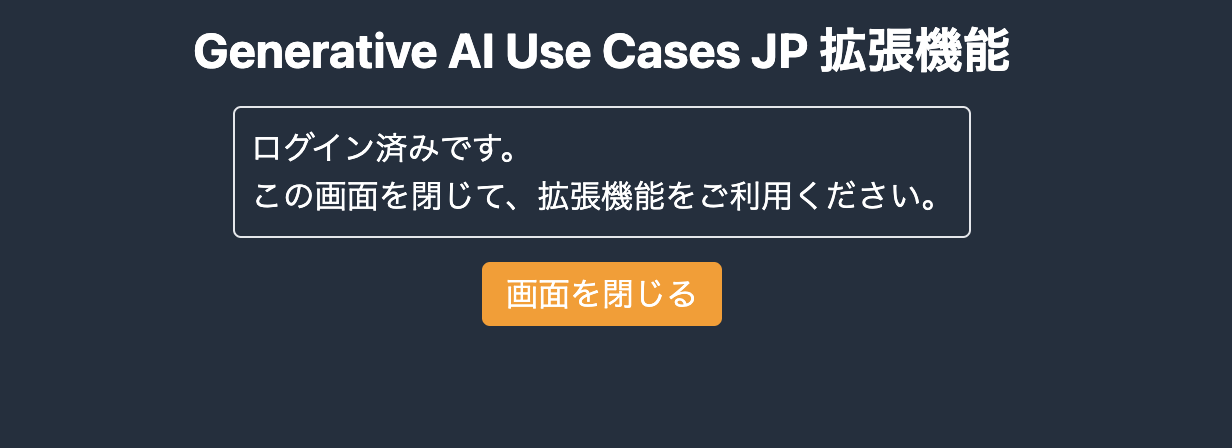 Generative AI Use Cases JP 拡張機能
ログイン済みです。
この画面を閉じて、拡張機能をご利用ください。
画面を閉じる